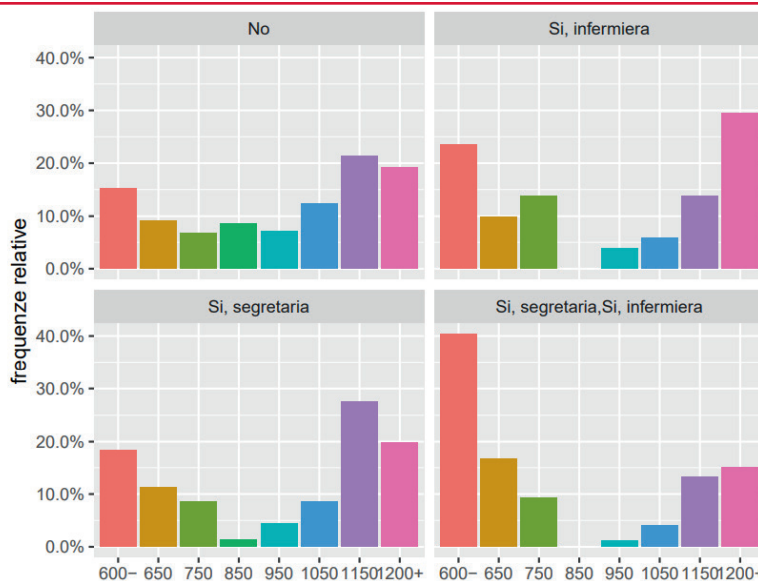 No
Si, infermiera
40.0%
30.0%
20.0%
10.0%
0.0%
frequenze relative
Si, segretaria
Si, segretaria,Si, infermiera
40.0%
30.0%
20.0%
10.0%
0.0%
600− 650 750 850 950 1050 1150 1200+
600− 650 750 850 950 1050 1150 1200+